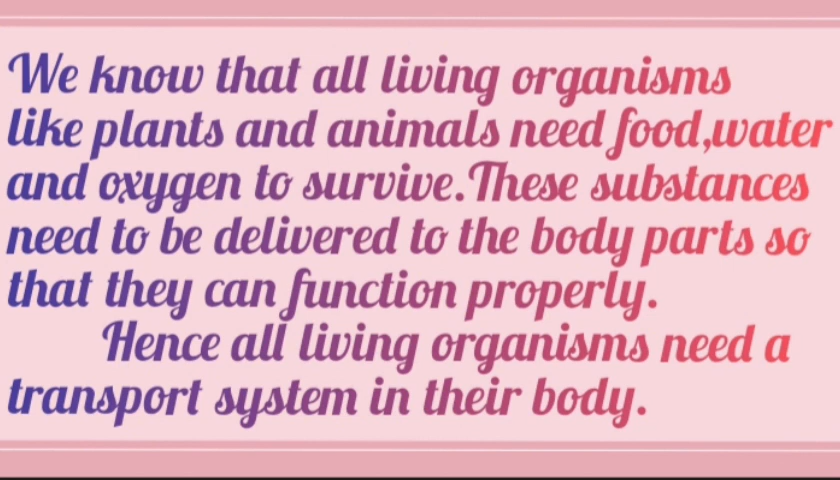 We know that all living organisms
like plants and animals need food,water
and oxygen to survive.These substances
need to be delivered to the body parts so
that they can function properly.
Hence all living organisms need a
transport system in their body.